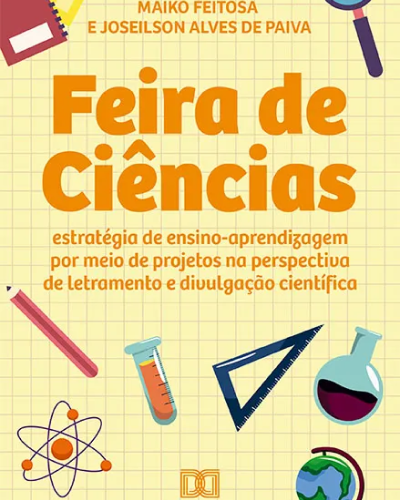 MAIKO FEITOSA
E JOSEILSON ALVES DE PAIVA
Feira de
Ciências
estratégia de ensino-aprendizagem
por meio de projetos na perspectiva
de letramento e divulgação científica